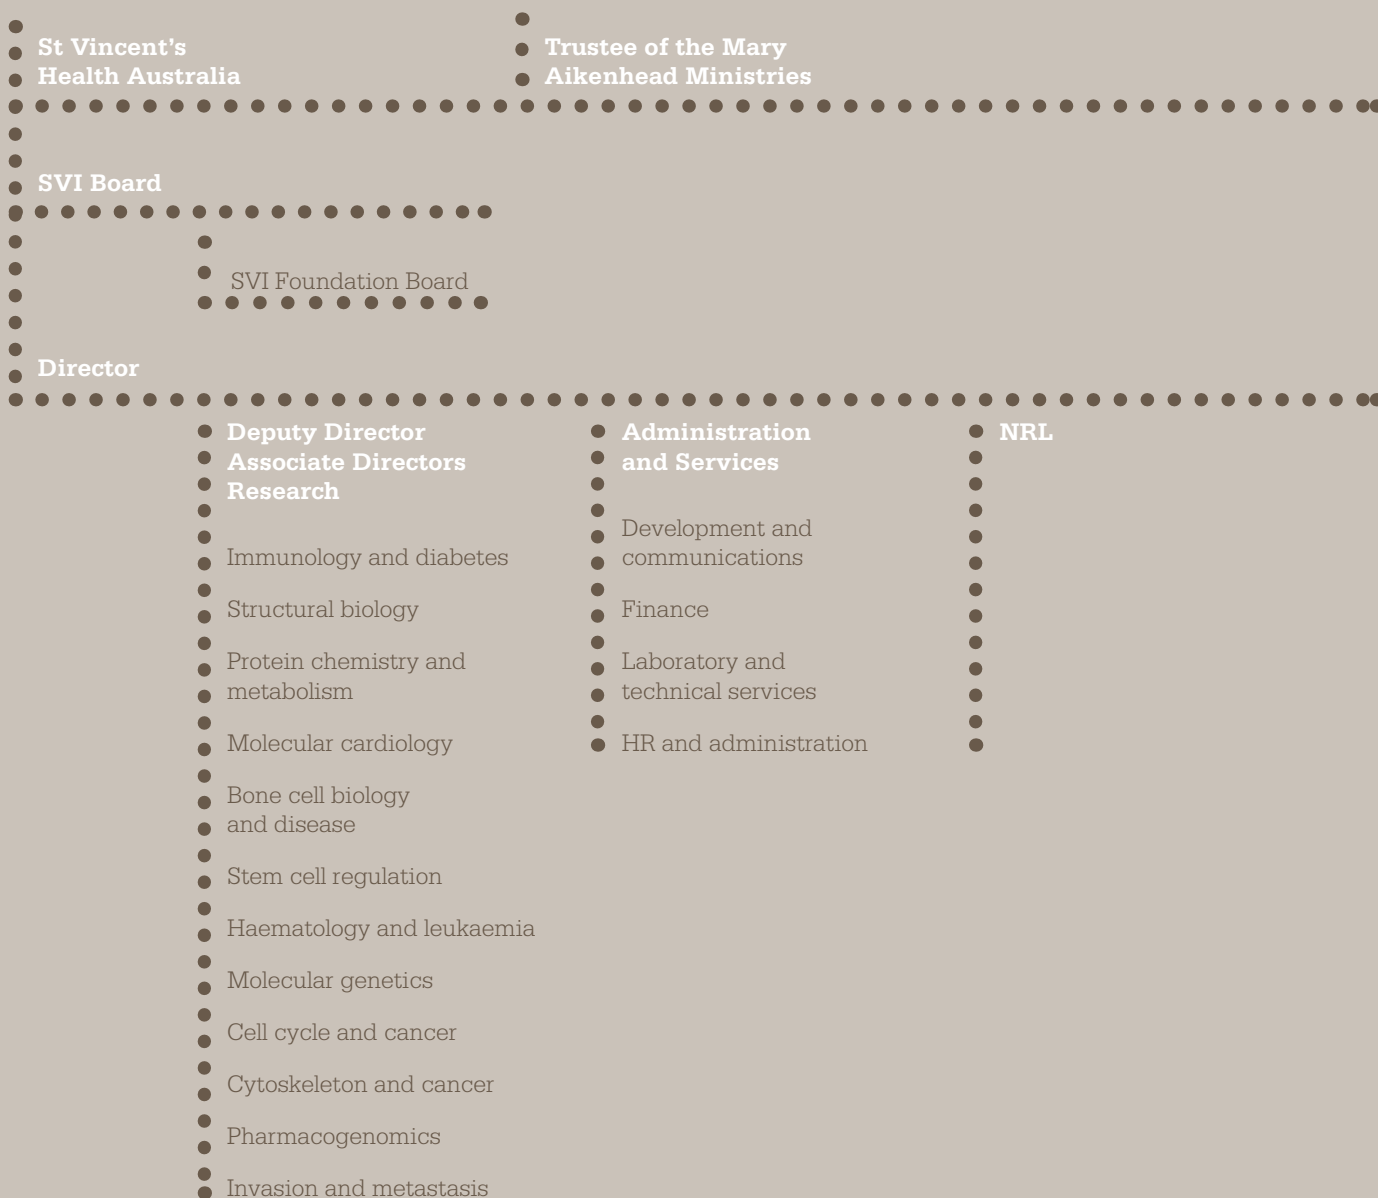 St Vincent's
Health Australia
Trustee of the Mary
Aikenhead Ministries
SVI Board
SVI Foundation Board
Director
Deputy Director
Associate Directors
Research
Immunology and diabetes
Structural biology
Protein chemistry and
metabolism
Molecular cardiology
Bone cell biology
and disease
Stem cell regulation
Haematology and leukaemia
Molecular genetics
Cell cycle and cancer
Cytoskeleton and cancer
Pharmacogenomics
Invasion and metastasis
Administration
and Services
Development and
communications
Finance
Laboratory and
technical services
HR and administration
NRL